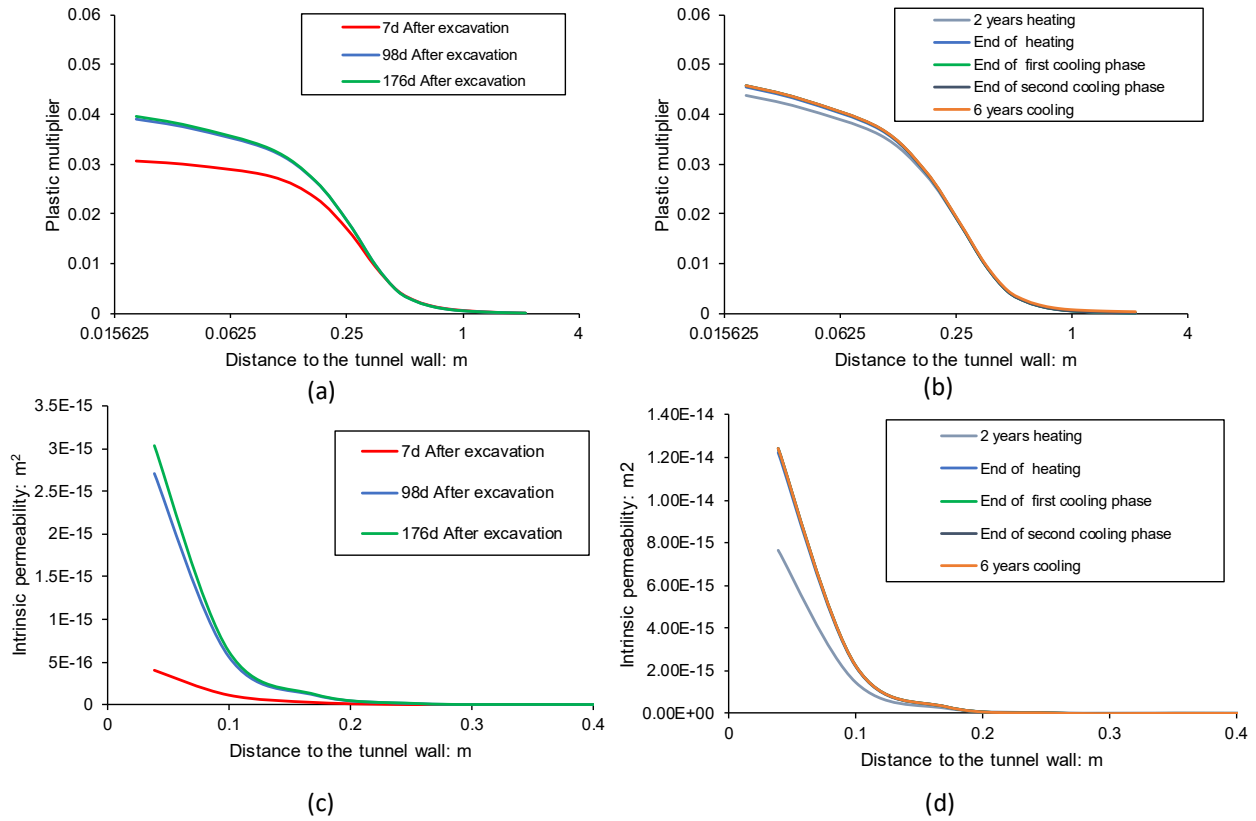 0.06
0.05
0.04
0.03
0.02
0.01
0
Plastic multiplier
7d After excavation
98d After excavation
176d After excavation
0.015625 0.0625 0.25 1 4
Distance to the tunnel wall: m
(a)
0.06
0.05
0.04
0.03
0.02
0.01
0
Plastic multiplier
2 years heating
End of heating
End of first cooling phase
End of second cooling phase
6 years cooling
0.015625 0.0625 0.25 1 4
Distance to the tunnel wall: m
(b)
3.5E-15
3E-15
2.5E-15
2E-15
1.5E-15
1E-15
5E-16
0
Intrinsic permeability: m²
7d After excavation
98d After excavation
176d After excavation
0 0.1 0.2 0.3 0.4
Distance to the tunnel wall: m
(c)
1.40E-14
1.20E-14
1.00E-14
8.00E-15
6.00E-15
4.00E-15
2.00E-15
0.00E+00
Intrinsic permeability: m2
2 years heating
End of heating
End of first cooling phase
End of second cooling phase
6 years cooling
0 0.1 0.2 0.3 0.4
Distance to the tunnel wall: m
(d)